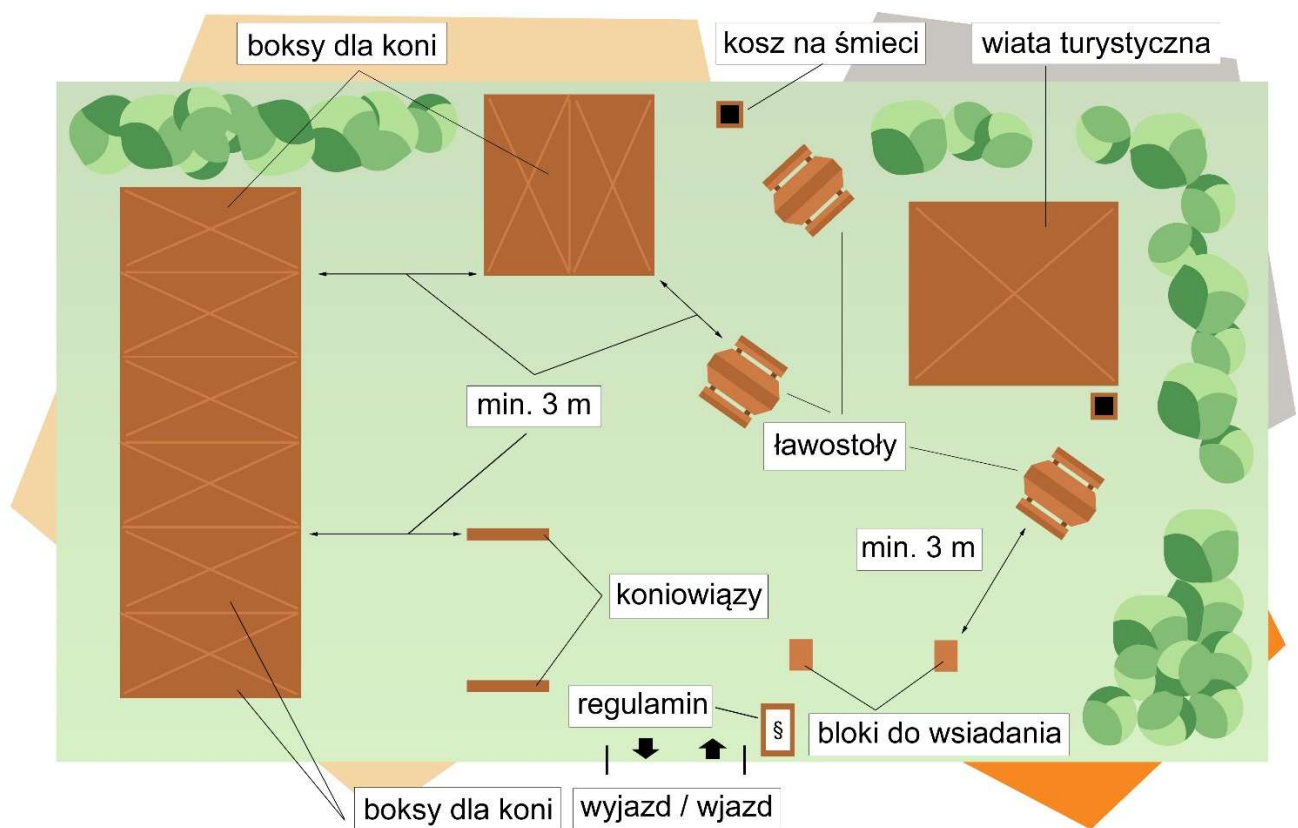 boksy dla koni
kosz na śmieci
wiata turystyczna
min. 3 m
ławostoły
min. 3 m
koniowiązy
regulamin
§
bloki do wsiadania
boksy dla koni
wyjazd / wjazd